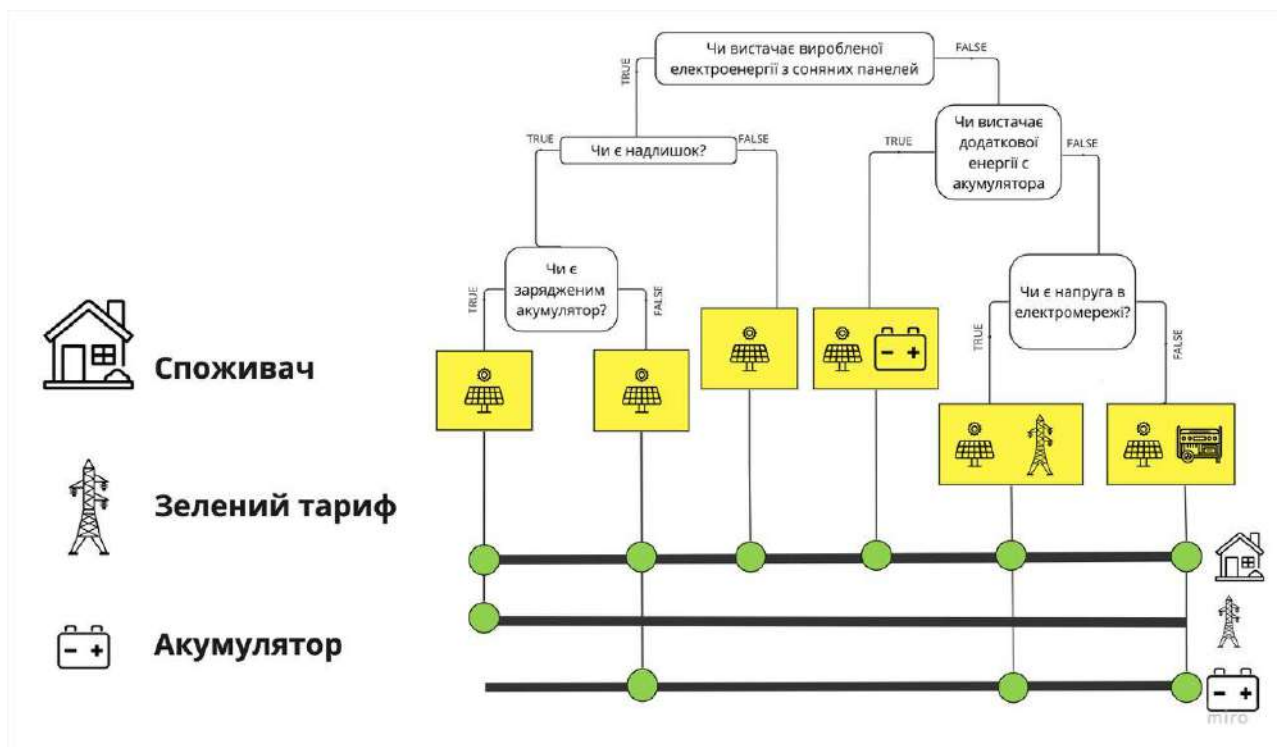 Чи вистачає виробленої
електроенергії з соняних панелей
TRUE
FALSE
Чи є надлишок?
TRUE
FALSE
Чи вистачає
додаткової
енергії с
акумулятора
TRUE
FALSE
Чи є
зарядженим
акумулятор?
TRUE
FALSE
Чи є напруга в
електромережі?
TRUE
FALSE
Споживач
Зелений тариф
Акумулятор
miro